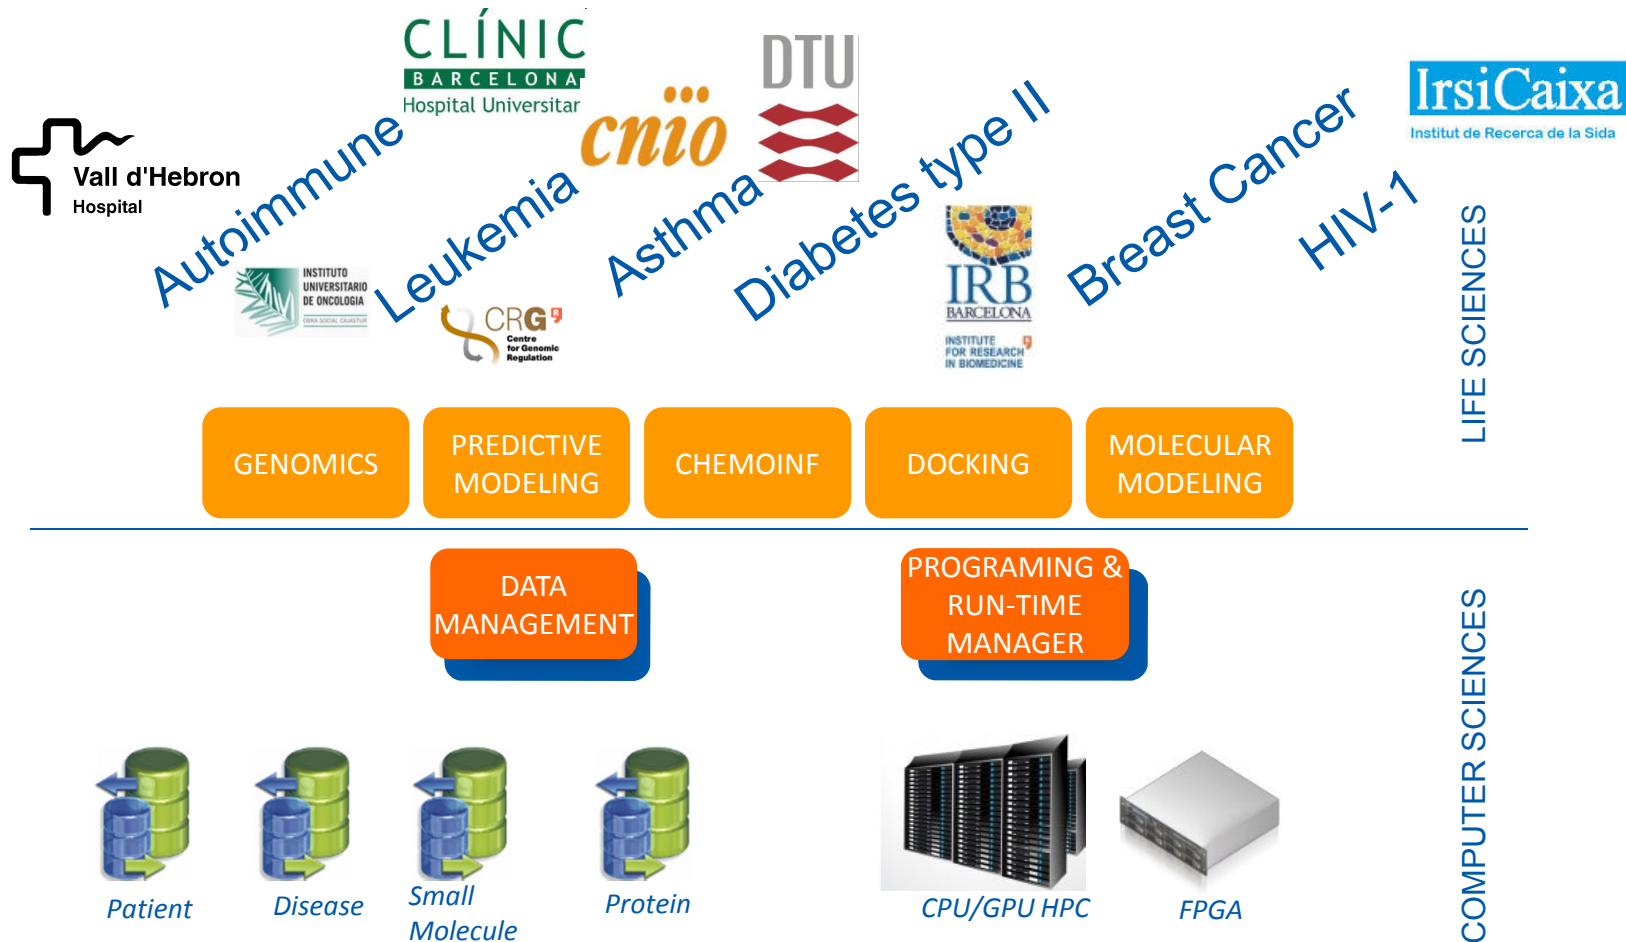 CLÍNIC
BARCELONA
Hospital Universitar
DTU
cnio
IrsiCaixa
Institut de Recerca de la Sida
Vall d'Hebron
Hospital
Autoimmune
Leukemia
Asthma
Diabetes type II
Breast Cancer
HIV-1
INSTITUTO
UNIVERSITARIO
DE ONCOLOGIA
OBRA SOCIAL CAJASTUR
CRG
R
Centre
for Genomic
Regulation
IRB
BARCELONA
INSTITUTE
FOR RESEARCH
IN BIOMEDICINE
LIFE SCIENCES
GENOMICS
PREDICTIVE
MODELING
CHEMOINF
DOCKING
MOLECULAR
MODELING
DATA
MANAGEMENT
PROGRAMING &
RUN-TIME
MANAGER
COMPUTER SCIENCES
Patient
Disease
Small
Molecule
Protein
CPU/GPU HPC
FPGA